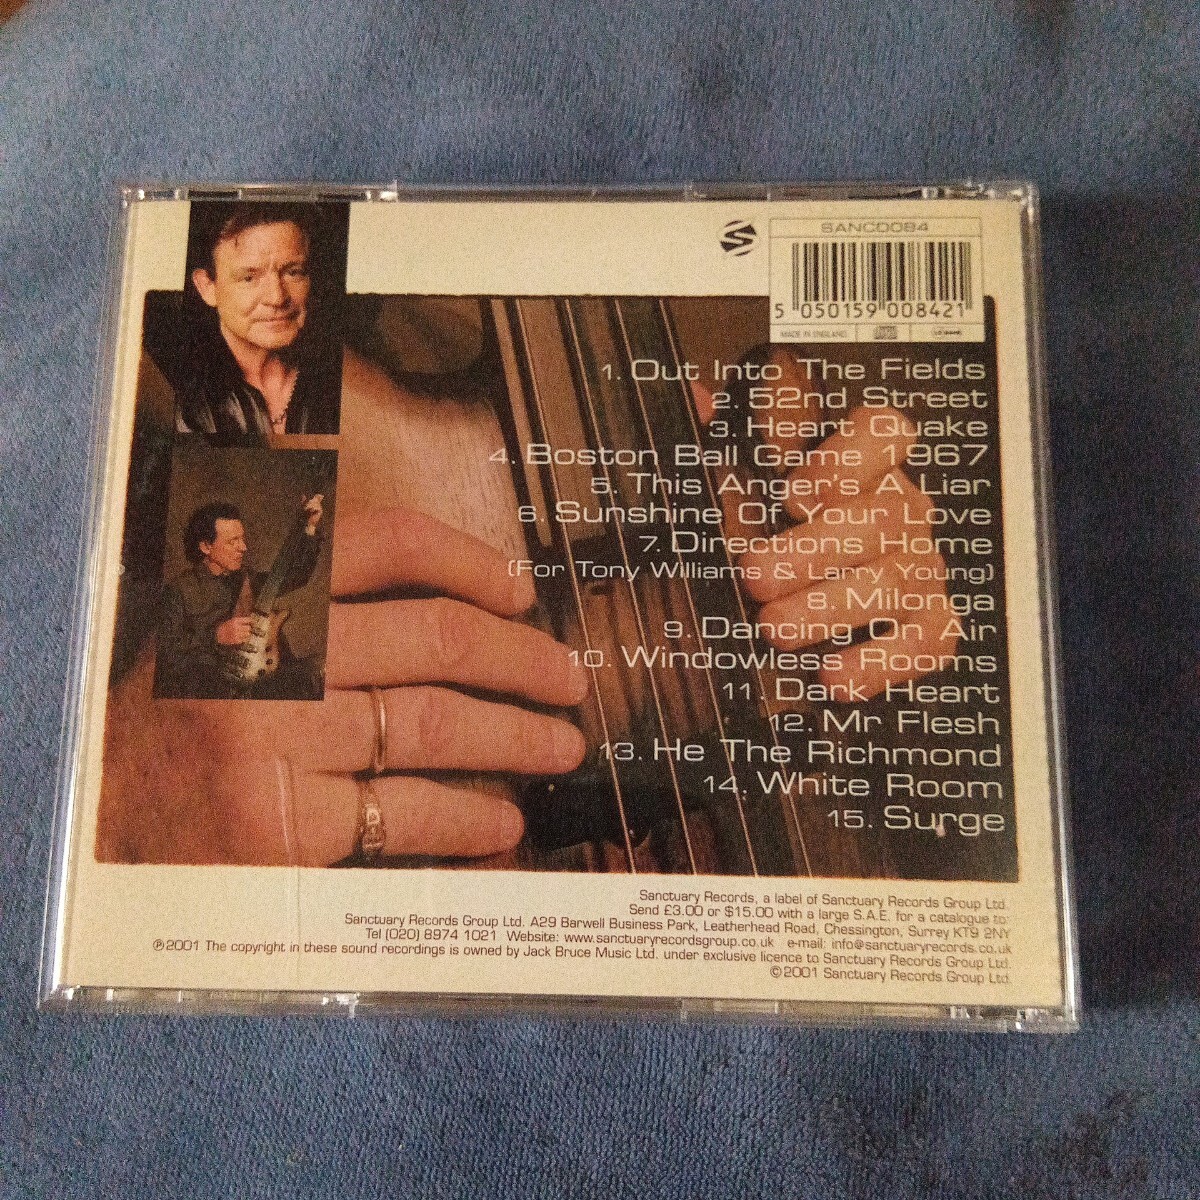 SANCD084
5 050159 008421
MADE IN ENGLAND
1. Out Into The Fields
2. 52nd Street
3. Heart Quake
4. Boston Ball Game 1967
5. This Anger's A Liar
6. Sunshine Of Your Love
7. Directions Home
(For Tony Williams & Larry Young)
8. Milonga
9. Dancing On Air
10. Windowless Rooms
11. Dark Heart
12. Mr Flesh
13. He The Richmond
14. White Room
15. Surge
Sanctuary Records, a label of Sanctuary Records Group Ltd.
Send £3.00 or $15.00 with a large S.A.E. for a catalogue to:
Sanctuary Records Group Ltd. A29 Barwell Business Park, Leatherhead Road, Chessington, Surrey KT9 2NY
Tel (020) 8974 1021 Website: www.sanctuaryrecordsgroup.co.uk e-mail: info@sanctuaryrecords.co.uk
℗2001 The copyright in these sound recordings is owned by Jack Bruce Music Ltd. under exclusive licence to Sanctuary Records Group Ltd.
©2001 Sanctuary Records Group Ltd.